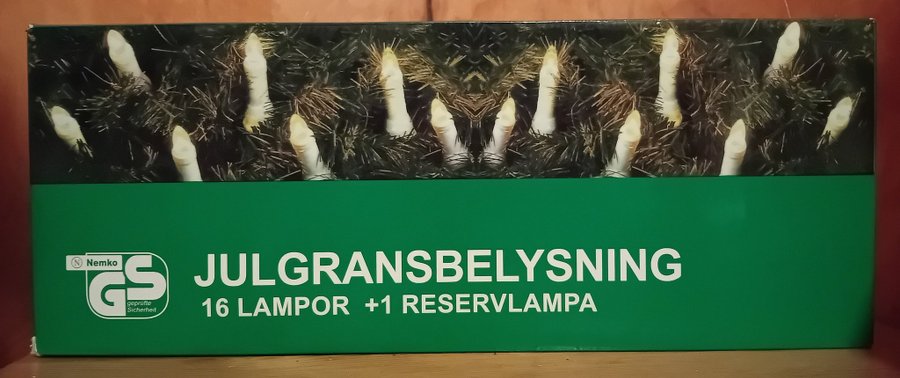 N Nemko
GS
geprüfte
Sicherheit
JULGRANSBELYSNING
16 LAMPOR +1 RESERVLAMPA